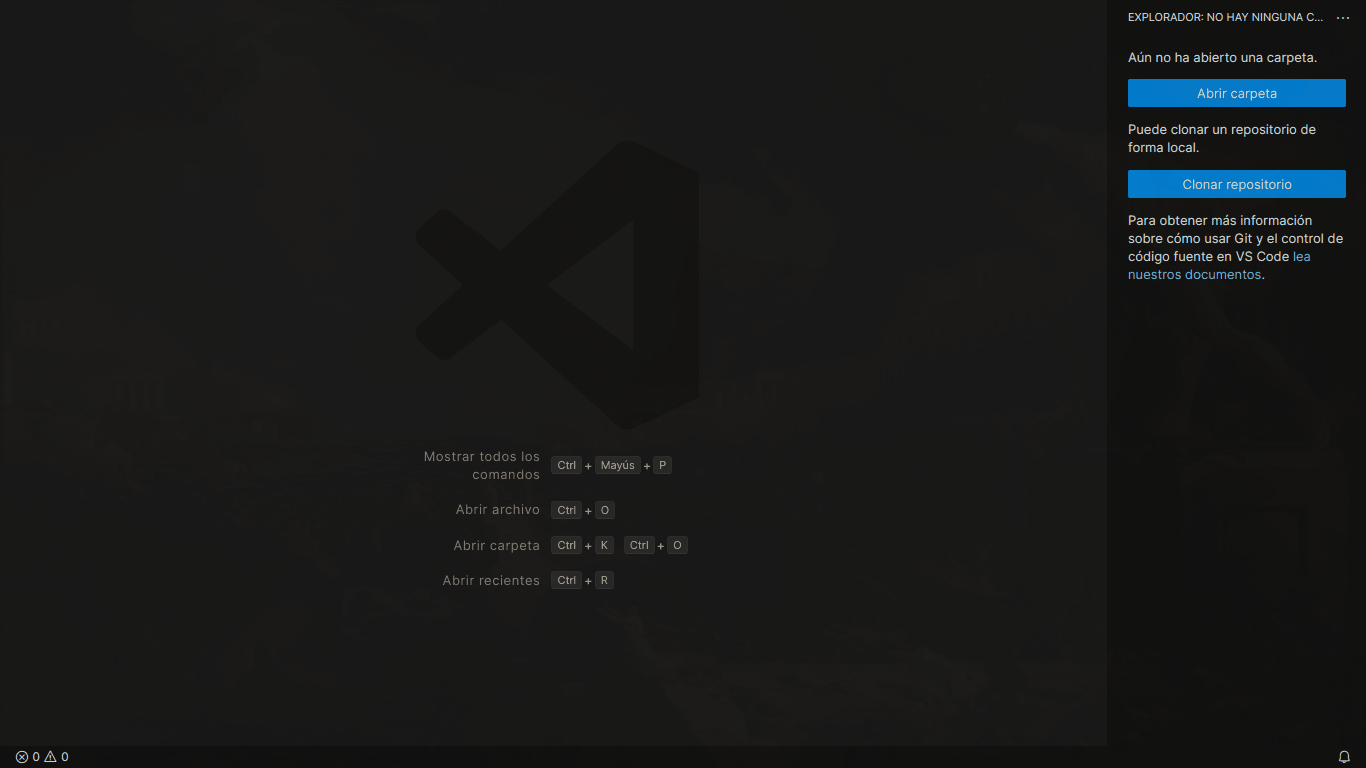 EXPLORADOR: NO HAY NINGUNA C...
Aún no ha abierto una carpeta.
Abrir carpeta
Puede clonar un repositorio de
forma local.
Clonar repositorio
Para obtener más información
sobre cómo usar Git y el control de
código fuente en VS Code lea
nuestros documentos.
Mostrar todos los
comandos
Ctrl + Mayús + P
Abrir archivo Ctrl + O
Abrir carpeta Ctrl + K Ctrl + O
Abrir recientes Ctrl + R
0 0